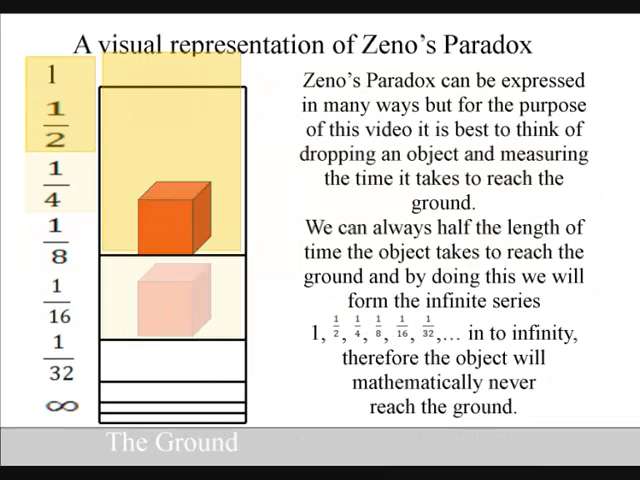 A visual representation of Zeno's Paradox
1
1/2
1/4
1/8
1/16
1/32
∞
Zeno's Paradox can be expressed
in many ways but for the purpose
of this video it is best to think of
dropping an object and measuring
the time it takes to reach the
ground.
We can always half the length of
time the object takes to reach the
ground and by doing this we will
form the infinite series
1, 1/2, 1/4, 1/8, 1/16, 1/32,... in to infinity,
therefore the object will
mathematically never
reach the ground.
The Ground